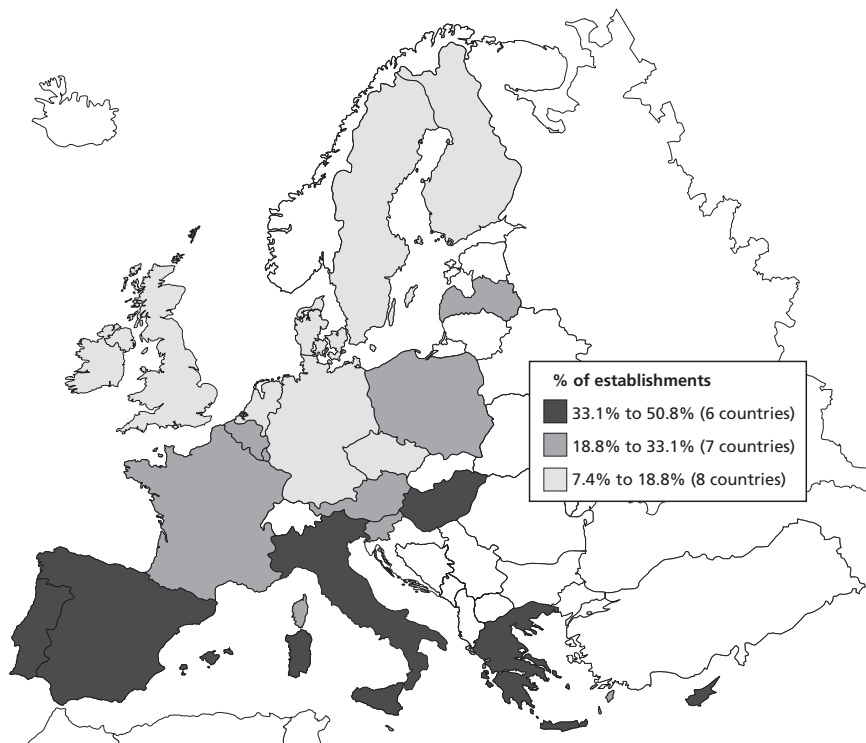 % of establishments
33.1% to 50.8% (6 countries)
18.8% to 33.1% (7 countries)
7.4% to 18.8% (8 countries)